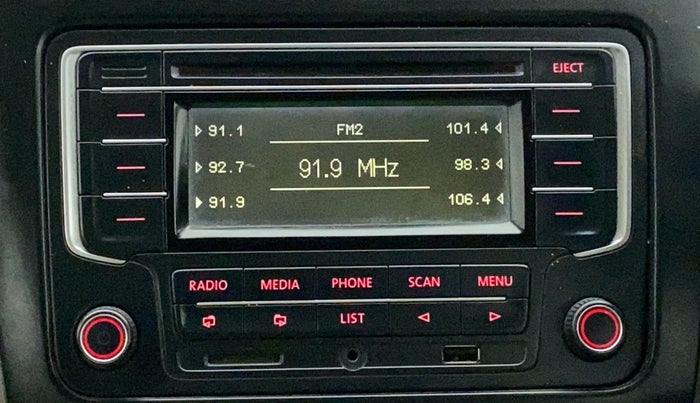 EJECT
91.1 FM2 101.4
92.7 91.9 MHz 98.3
91.9 106.4
RADIO MEDIA PHONE SCAN MENU
LIST